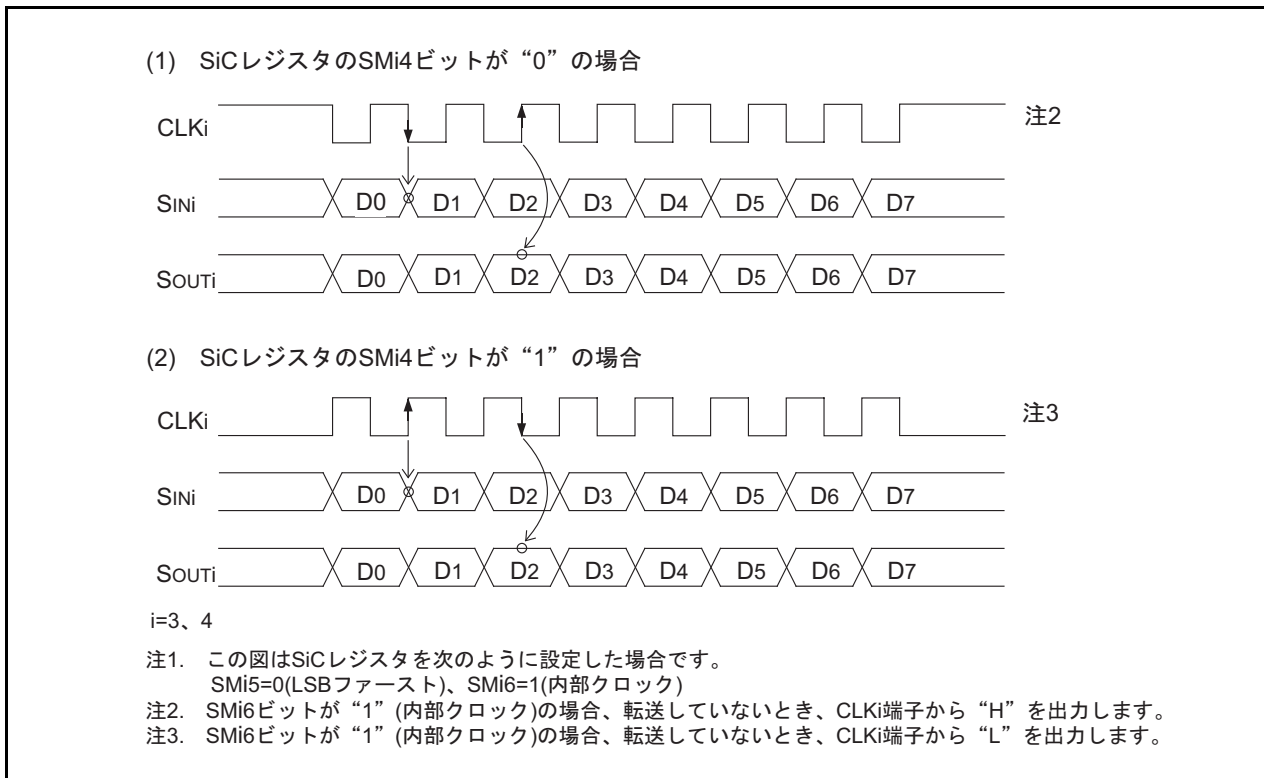 (1) SiCレジスタのSMi4ビットが“0”の場合
CLKi
注2
SINi D0 D1 D2 D3 D4 D5 D6 D7
SOUTi D0 D1 D2 D3 D4 D5 D6 D7
(2) SiCレジスタのSMi4ビットが“1”の場合
CLKi
注3
SINi D0 D1 D2 D3 D4 D5 D6 D7
SOUTi D0 D1 D2 D3 D4 D5 D6 D7
i=3、4
注1. この図はSiCレジスタを次のように設定した場合です。
SMi5=0(LSBファースト)、SMi6=1(内部クロック)
注2. SMi6ビットが“1”(内部クロック)の場合、転送していないとき、CLKi端子から“H”を出力します。
注3. SMi6ビットが“1”(内部クロック)の場合、転送していないとき、CLKi端子から“L”を出力します。